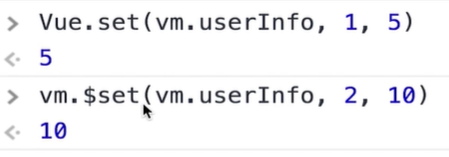 > Vue.set(vm.userInfo, 1, 5)
<· 5
> vm.$set(vm.userInfo, 2, 10)
<· 10